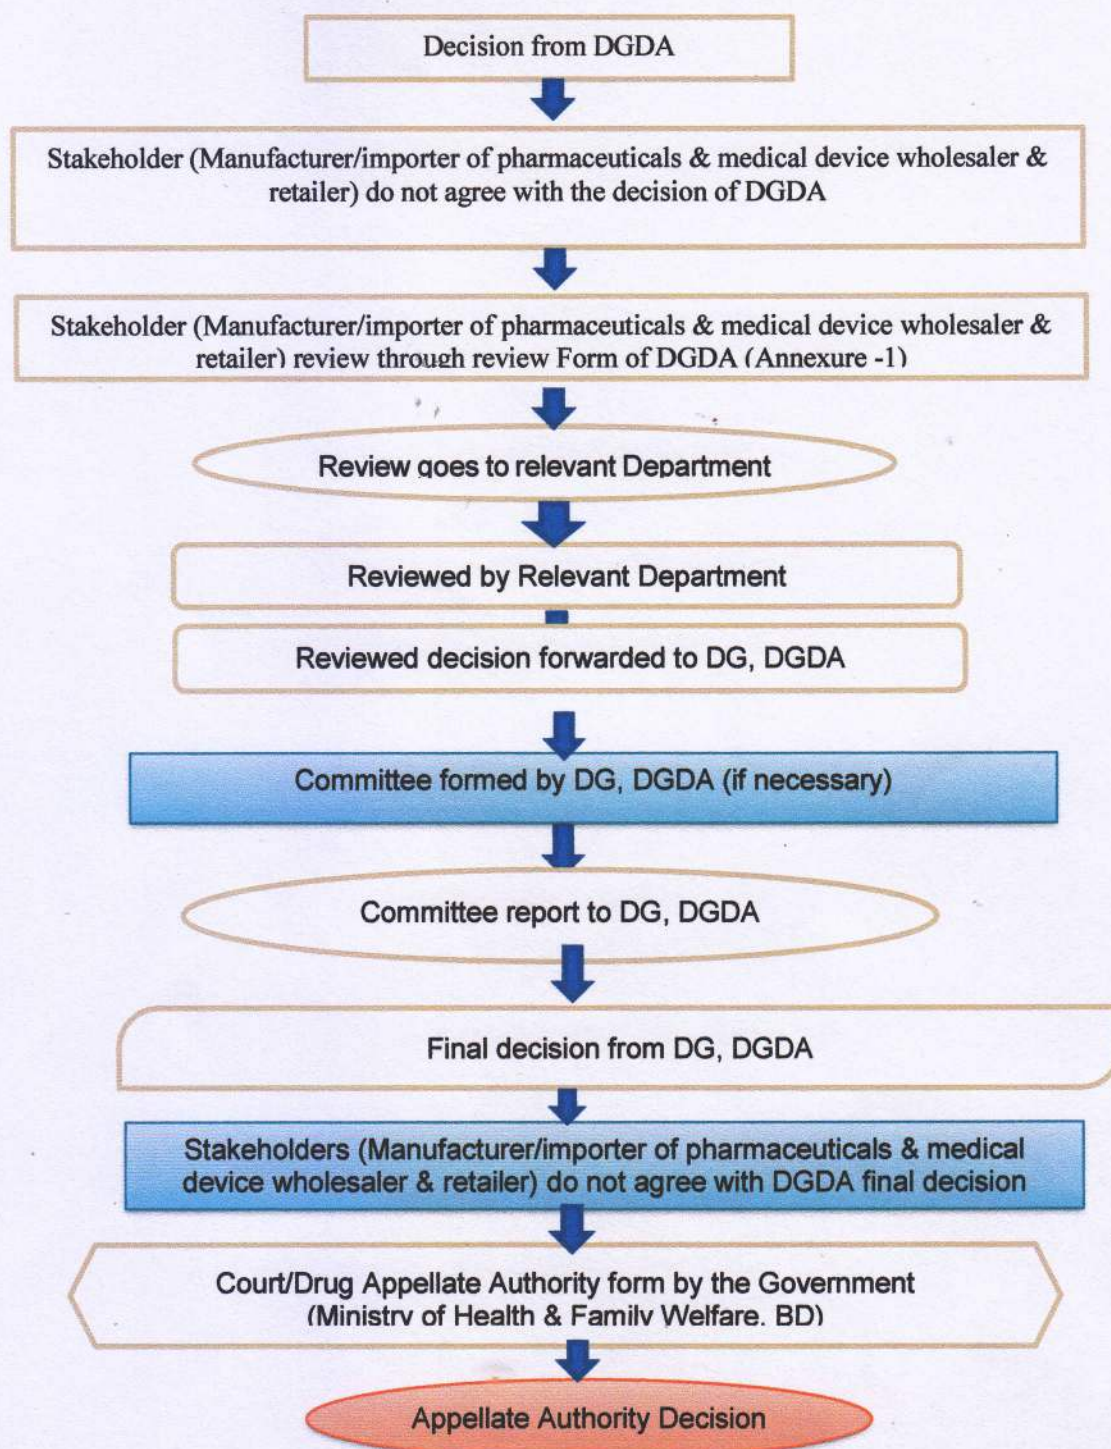 Decision from DGDA
Stakeholder (Manufacturer/importer of pharmaceuticals & medical device wholesaler &
retailer) do not agree with the decision of DGDA
Stakeholder (Manufacturer/importer of pharmaceuticals & medical device wholesaler &
retailer) review through review Form of DGDA (Annexure -1)
Review goes to relevant Department
Reviewed by Relevant Department
Reviewed decision forwarded to DG, DGDA
Committee formed by DG, DGDA (if necessary)
Committee report to DG, DGDA
Final decision from DG, DGDA
Stakeholders (Manufacturer/importer of pharmaceuticals & medical
device wholesaler & retailer) do not agree with DGDA final decision
Court/Drug Appellate Authority form by the Government
(Ministry of Health & Family Welfare, BD)
Appellate Authority Decision